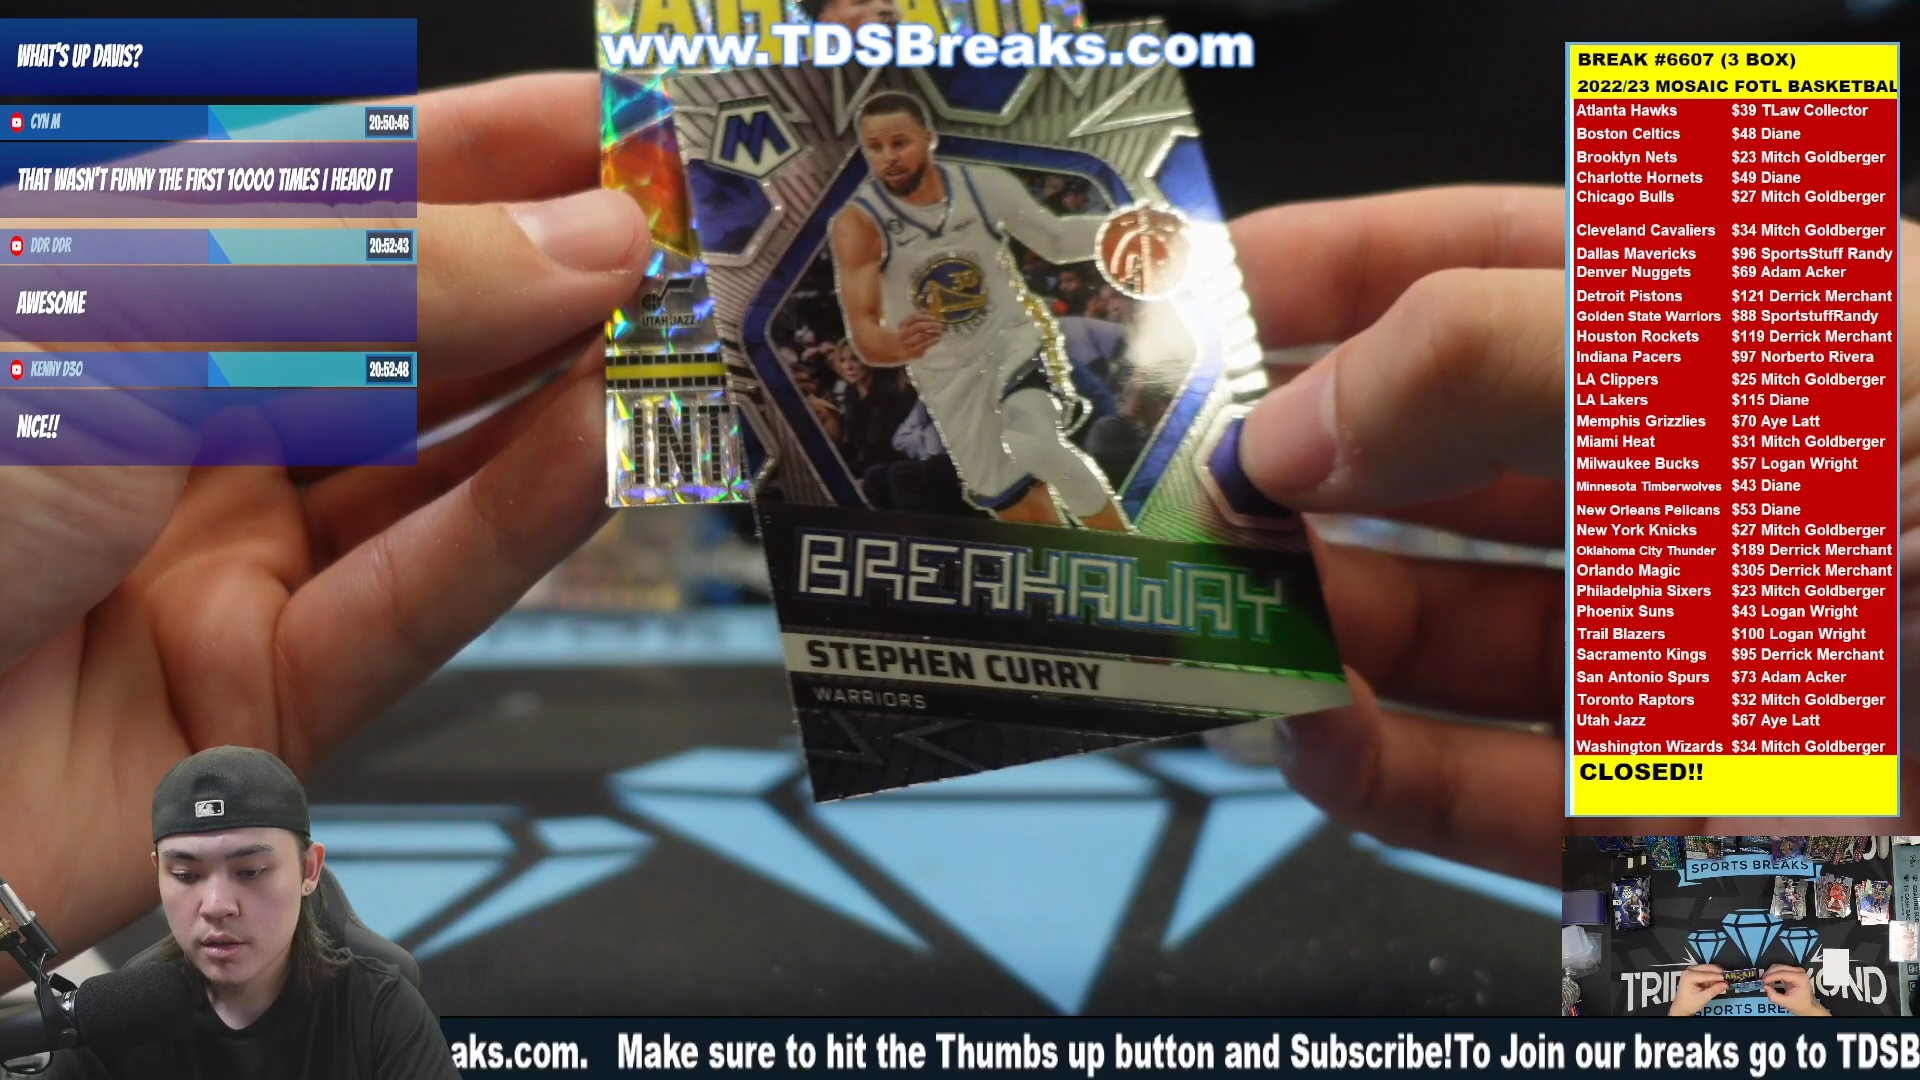 www.TDSBreaks.com
WHAT'S UP DAVIS?
CYN M 20:50:46
THAT WASN'T FUNNY THE FIRST 10000 TIMES I HEARD IT
DDR DDR 20:52:43
AWESOME
KENNY D30 20:52:48
NICE!!
M
30
UTAH JAZZ
BREAKAWAY
STEPHEN CURRY
WARRIORS
BREAK #6607 (3 BOX)
2022/23 MOSAIC FOTL BASKETBAL
Atlanta Hawks $39 TLaw Collector
Boston Celtics $48 Diane
Brooklyn Nets $23 Mitch Goldberger
Charlotte Hornets $49 Diane
Chicago Bulls $27 Mitch Goldberger
Cleveland Cavaliers $34 Mitch Goldberger
Dallas Mavericks $96 SportsStuff Randy
Denver Nuggets $69 Adam Acker
Detroit Pistons $121 Derrick Merchant
Golden State Warriors $88 SportstuffRandy
Houston Rockets $119 Derrick Merchant
Indiana Pacers $97 Norberto Rivera
LA Clippers $25 Mitch Goldberger
LA Lakers $115 Diane
Memphis Grizzlies $70 Aye Latt
Miami Heat $31 Mitch Goldberger
Milwaukee Bucks $57 Logan Wright
Minnesota Timberwolves $43 Diane
New Orleans Pelicans $53 Diane
New York Knicks $27 Mitch Goldberger
Oklahoma City Thunder $189 Derrick Merchant
Orlando Magic $305 Derrick Merchant
Philadelphia Sixers $23 Mitch Goldberger
Phoenix Suns $43 Logan Wright
Trail Blazers $100 Logan Wright
Sacramento Kings $95 Derrick Merchant
San Antonio Spurs $73 Adam Acker
Toronto Raptors $32 Mitch Goldberger
Utah Jazz $67 Aye Latt
Washington Wizards $34 Mitch Goldberger
CLOSED!!
SPORTS BREAKS
TRIP MOND
SPORTS BRE
aks.com. Make sure to hit the Thumbs up button and Subscribe!To Join our breaks go to TDSB